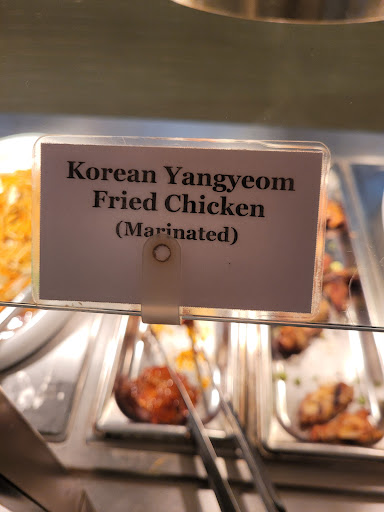 Korean Yangyeom
Fried Chicken
(Marinated)